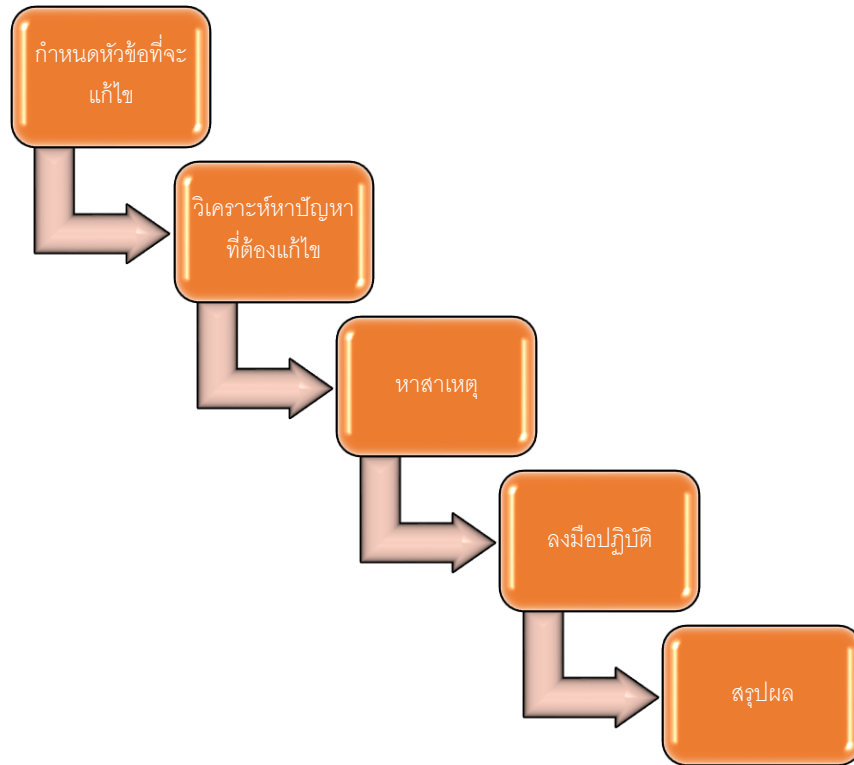 กำหนดหัวข้อที่จะ
แก้ไข
วิเคราะห์หาปัญหา
ที่ต้องแก้ไข
หาสาเหตุ
ลงมือปฏิบัติ
สรุปผล